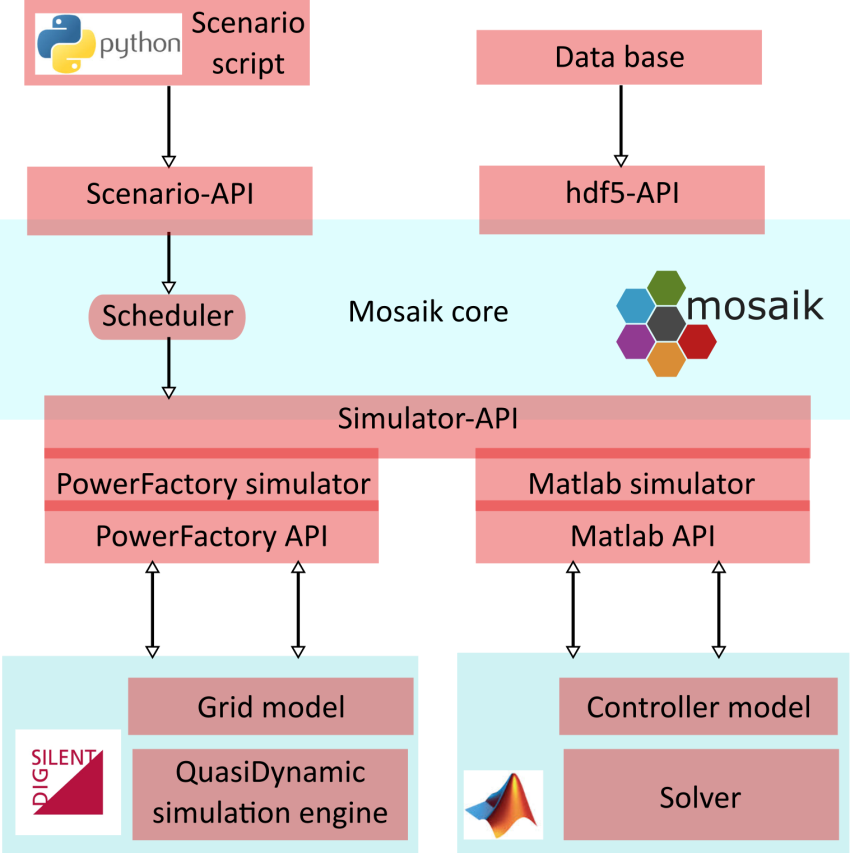 python
Scenario
script
Data base
Scenario-API
hdf5-API
Scheduler
Mosaik core
mosaik
Simulator-API
PowerFactory simulator
Matlab simulator
PowerFactory API
Matlab API
Grid model
Controller model
SILENT
DIG
QuasiDynamic
simulation engine
Solver